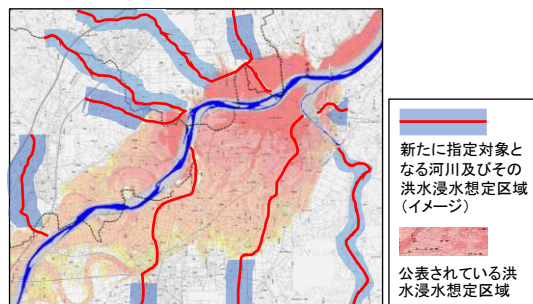 新たに指定対象と
なる河川及びその
洪水浸水想定区域
（イメージ）
公表されている洪
水浸水想定区域